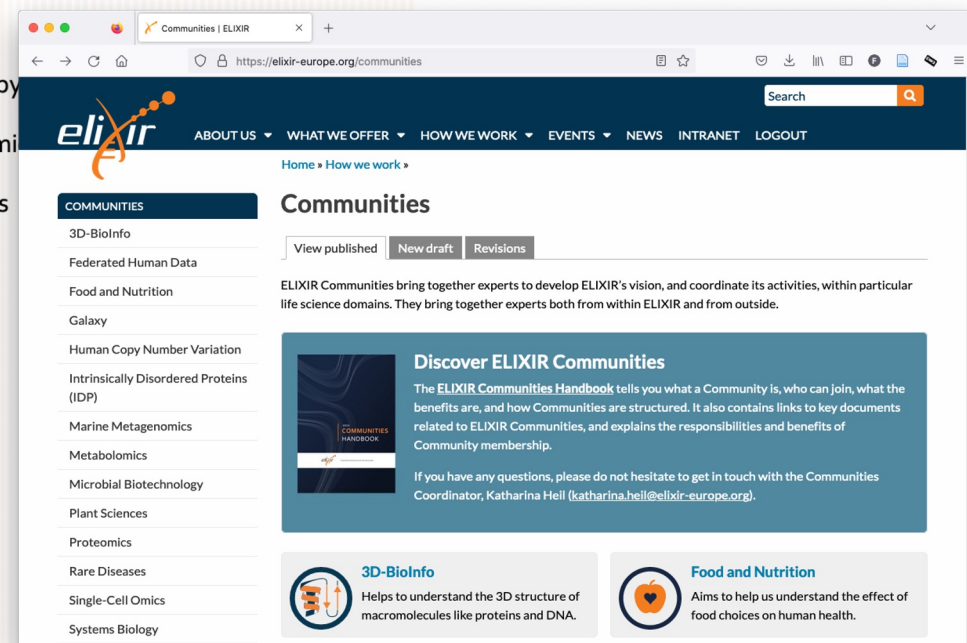 Communities | ELIXIR
https://elixir-europe.org/communities
Search
elixir
ABOUT US
WHAT WE OFFER
HOW WE WORK
EVENTS
NEWS
INTRANET
LOGOUT
Home » How we work »
COMMUNITIES
3D-BioInfo
Federated Human Data
Food and Nutrition
Galaxy
Human Copy Number Variation
Intrinsically Disordered Proteins
(IDP)
Marine Metagenomics
Metabolomics
Microbial Biotechnology
Plant Sciences
Proteomics
Rare Diseases
Single-Cell Omics
Systems Biology
Communities
View published
New draft
Revisions
ELIXIR Communities bring together experts to develop ELIXIR's vision, and coordinate its activities, within particular
life science domains. They bring together experts both from within ELIXIR and from outside.
COMMUNITIES
HANDBOOK
elixir
Discover ELIXIR Communities
The ELIXIR Communities Handbook tells you what a Community is, who can join, what the
benefits are, and how Communities are structured. It also contains links to key documents
related to ELIXIR Communities, and explains the responsibilities and benefits of
Community membership.
If you have any questions, please do not hesitate to get in touch with the Communities
Coordinator, Katharina Heil (katharina.heil@elixir-europe.org).
3D-BioInfo
Helps to understand the 3D structure of
macromolecules like proteins and DNA.
Food and Nutrition
Aims to help us understand the effect of
food choices on human health.